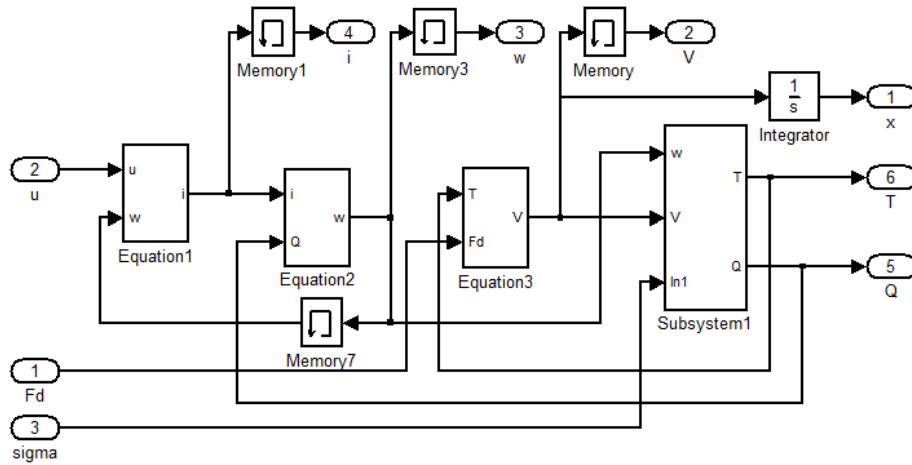 4
3
2
Memory1
i
Memory3
w
Memory
V
1
s
1
Integrator
x
2
u
u
w
i
Equation1
i
Q
w
Equation2
T
Fd
V
Equation3
w
V
In1
T
Q
Subsystem1
6
T
5
Q
Memory7
1
Fd
3
sigma